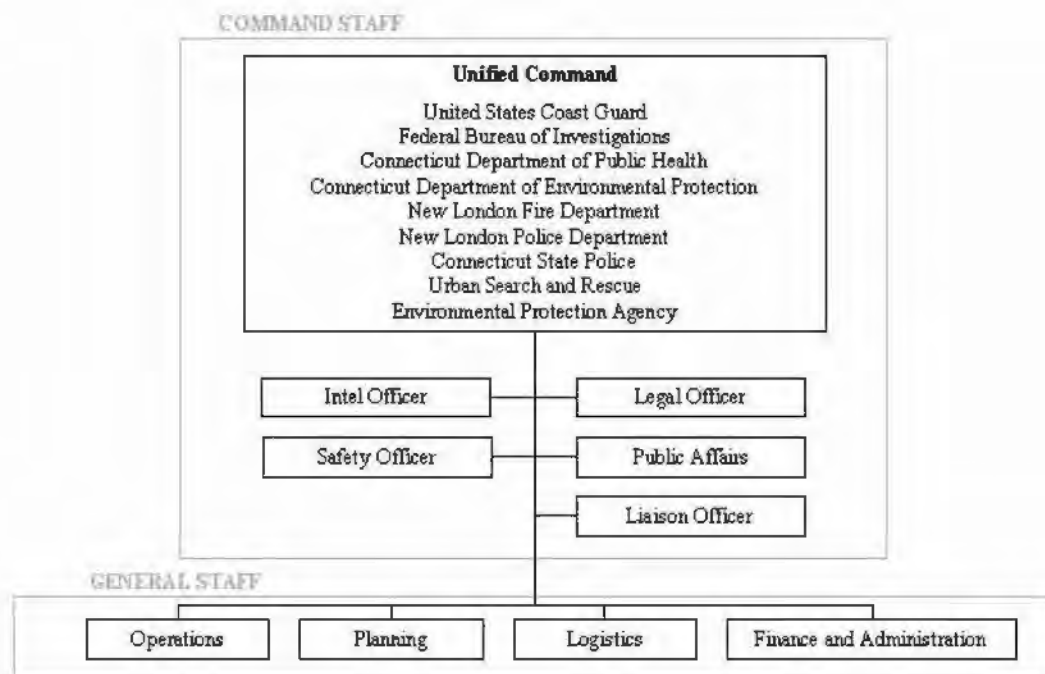 COMMAND STAFF
Unified Command
United States Coast Guard
Federal Bureau of Investigations
Connecticut Department of Public Health
Connecticut Department of Environmental Protection
New London Fire Department
New London Police Department
Connecticut State Police
Urban Search and Rescue
Environmental Protection Agency
Intel Officer
Legal Officer
Safety Officer
Public Affairs
Liaison Officer
GENERAL STAFF
Operations
Planning
Logistics
Finance and Administration